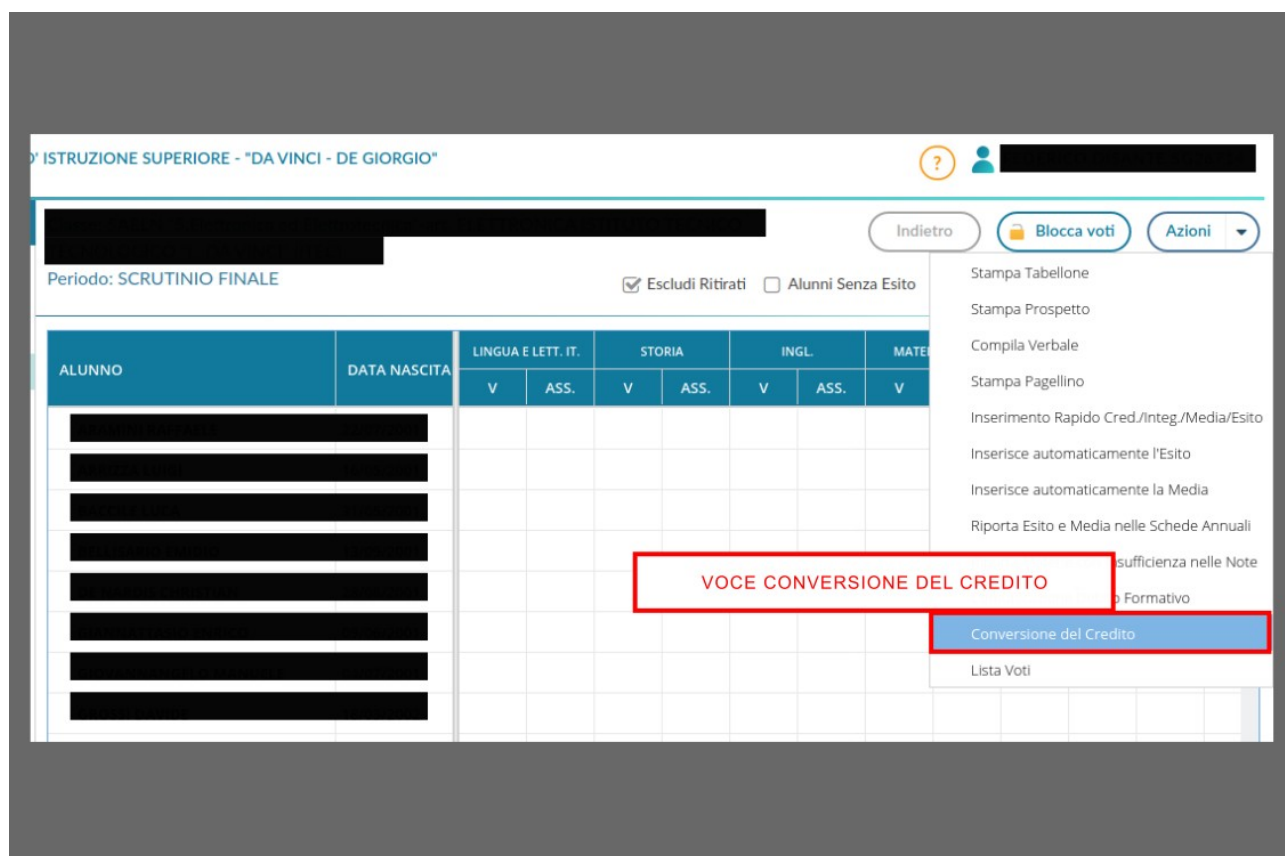 D' ISTRUZIONE SUPERIORE - "DA VINCI - DE GIORGIO"
?
Indietro
Blocca voti
Azioni
Periodo: SCRUTINIO FINALE
Escludi Ritirati
Alunni Senza Esito
Stampa Tabellone
Stampa Prospetto
Compila Verbale
Stampa Pagellino
Inserimento Rapido Cred./Integ./Media/Esito
Inserisce automaticamente l'Esito
Inserisce automaticamente la Media
Riporta Esito e Media nelle Schede Annuali
nsufficienza nelle Note
o Formativo
Conversione del Credito
Lista Voti
ALUNNO
DATA NASCITA
LINGUA E LETT. IT.
STORIA
INGL.
MATE
V ASS. V ASS. V ASS. V
VOCE CONVERSIONE DEL CREDITO